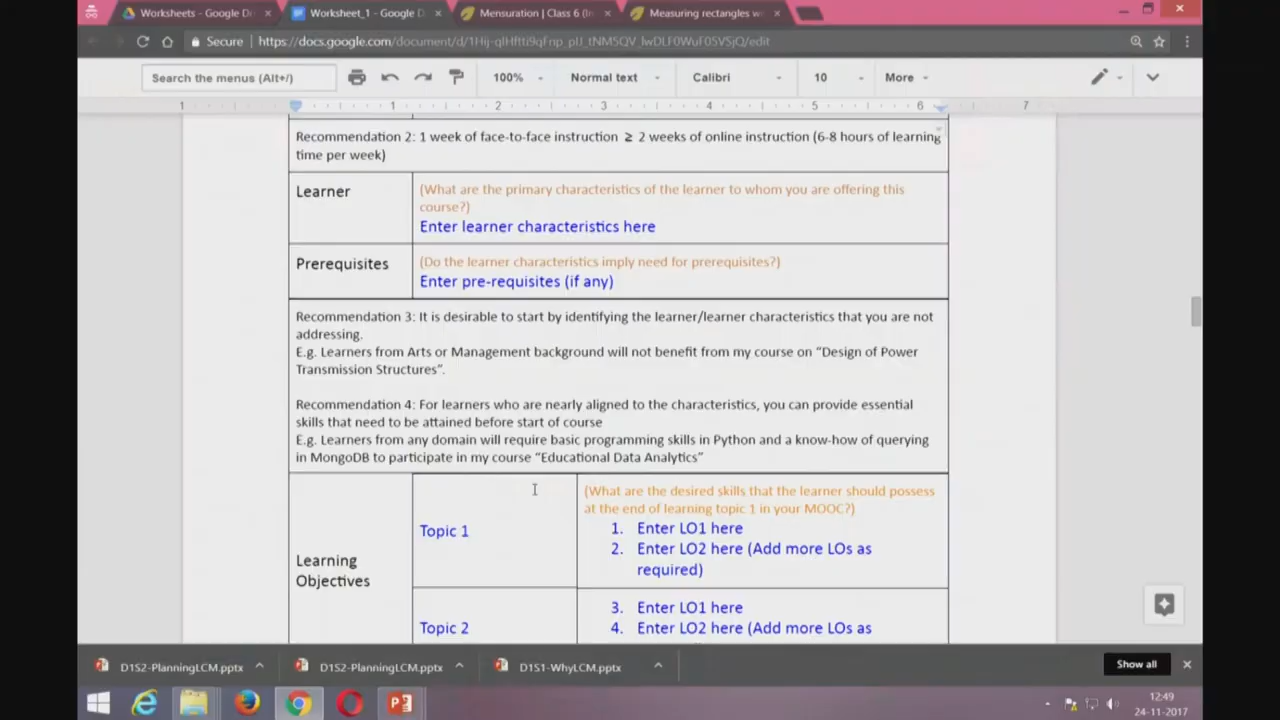 Worksheets - Google Dr
Worksheet_1 - Google D
Mensuration | Class 6 (In
Measuring rectangles w
Secure
https://docs.google.com/document/d/1Hij-qlHftti9qFnp_pIJ_tNM5QV_lwDLF0WuF05V5jQ/edit
Search the menus (Alt+/)
100%
Normal text
Calibri
10
More
1 1 2 3 4 5 6 7
Recommendation 2: 1 week of face-to-face instruction ≥ 2 weeks of online instruction (6-8 hours of learning
time per week)
Learner
(What are the primary characteristics of the learner to whom you are offering this
course?)
Enter learner characteristics here
Prerequisites
(Do the learner characteristics imply need for prerequisites?)
Enter pre-requisites (if any)
Recommendation 3: It is desirable to start by identifying the learner/learner characteristics that you are not
addressing.
E.g. Learners from Arts or Management background will not benefit from my course on “Design of Power
Transmission Structures”.
Recommendation 4: For learners who are nearly aligned to the characteristics, you can provide essential
skills that need to be attained before start of course
E.g. Learners from any domain will require basic programming skills in Python and a know-how of querying
in MongoDB to participate in my course “Educational Data Analytics”
Learning
Objectives
Topic 1
(What are the desired skills that the learner should possess
at the end of learning topic 1 in your MOOC?)
1. Enter LO1 here
2. Enter LO2 here (Add more LOs as
required)
Topic 2
3. Enter LO1 here
4. Enter LO2 here (Add more LOs as
D1S2-PlanningLCM.pptx
D1S2-PlanningLCM.pptx
D1S1-WhyLCM.pptx
Show all
12:49
24-11-2017